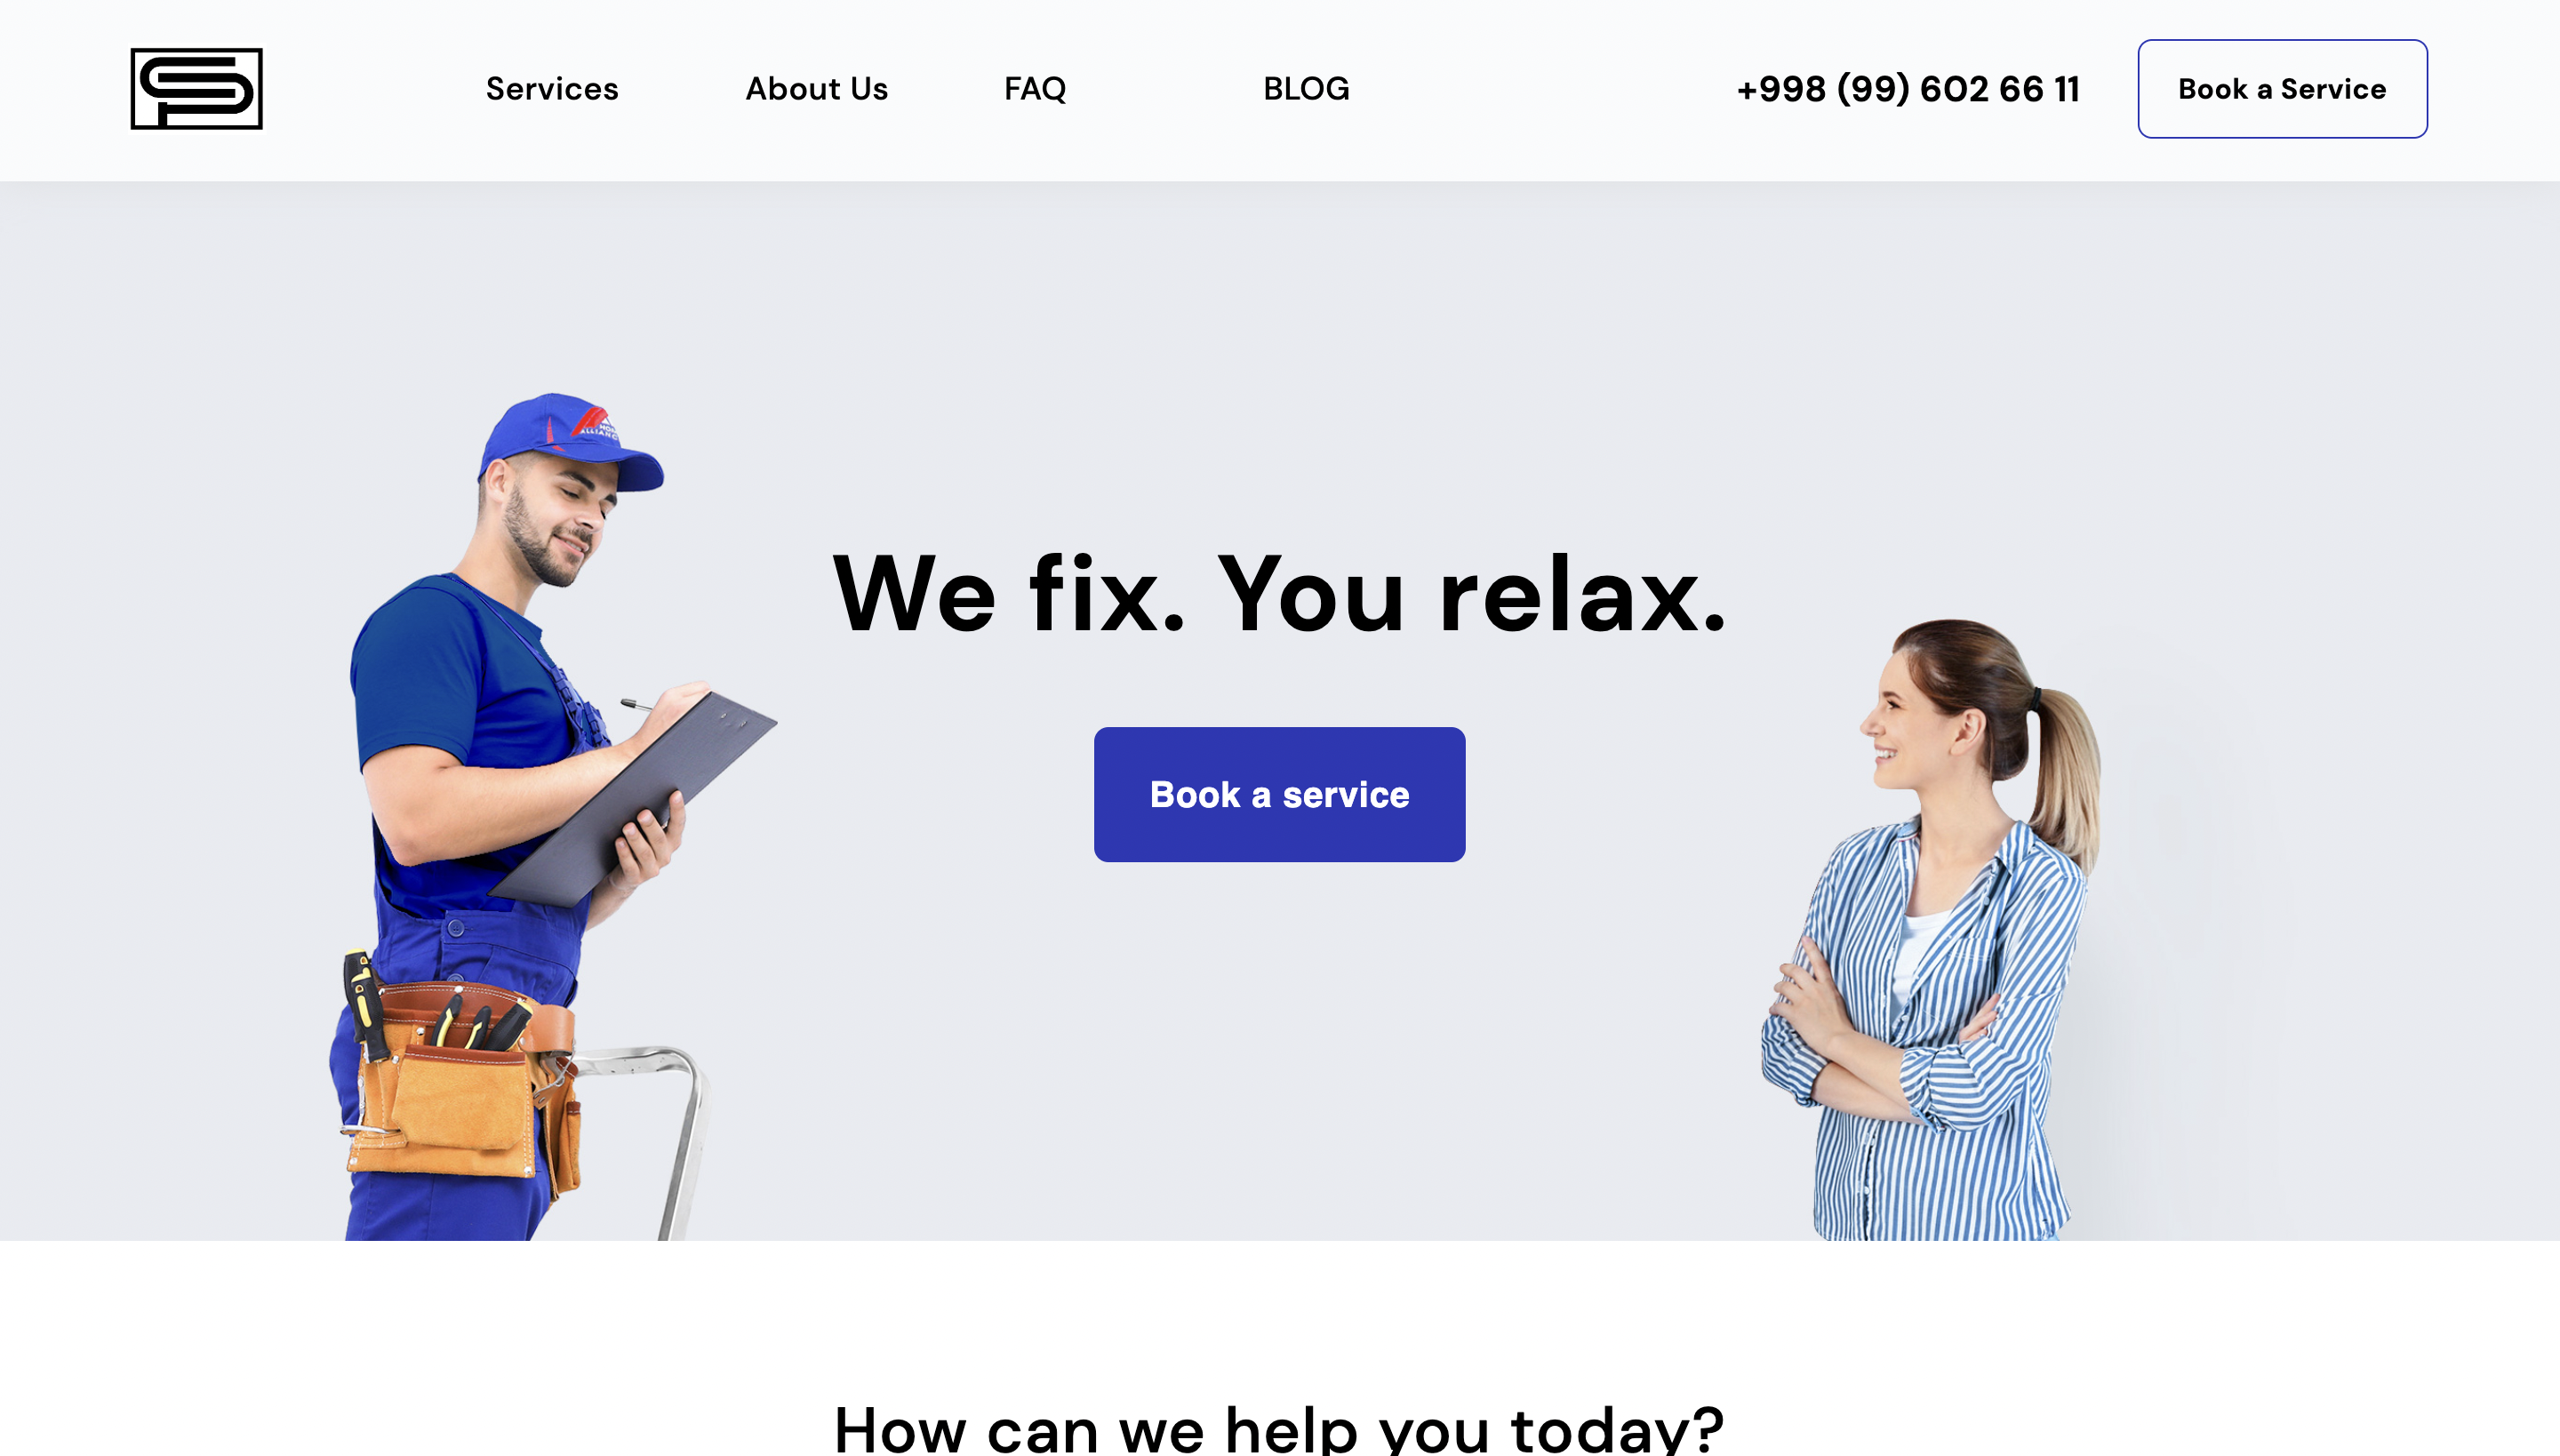 Services
About Us
FAQ
BLOG
+998 (99) 602 66 11
Book a Service
We fix. You relax.
Book a service
How can we help you today?